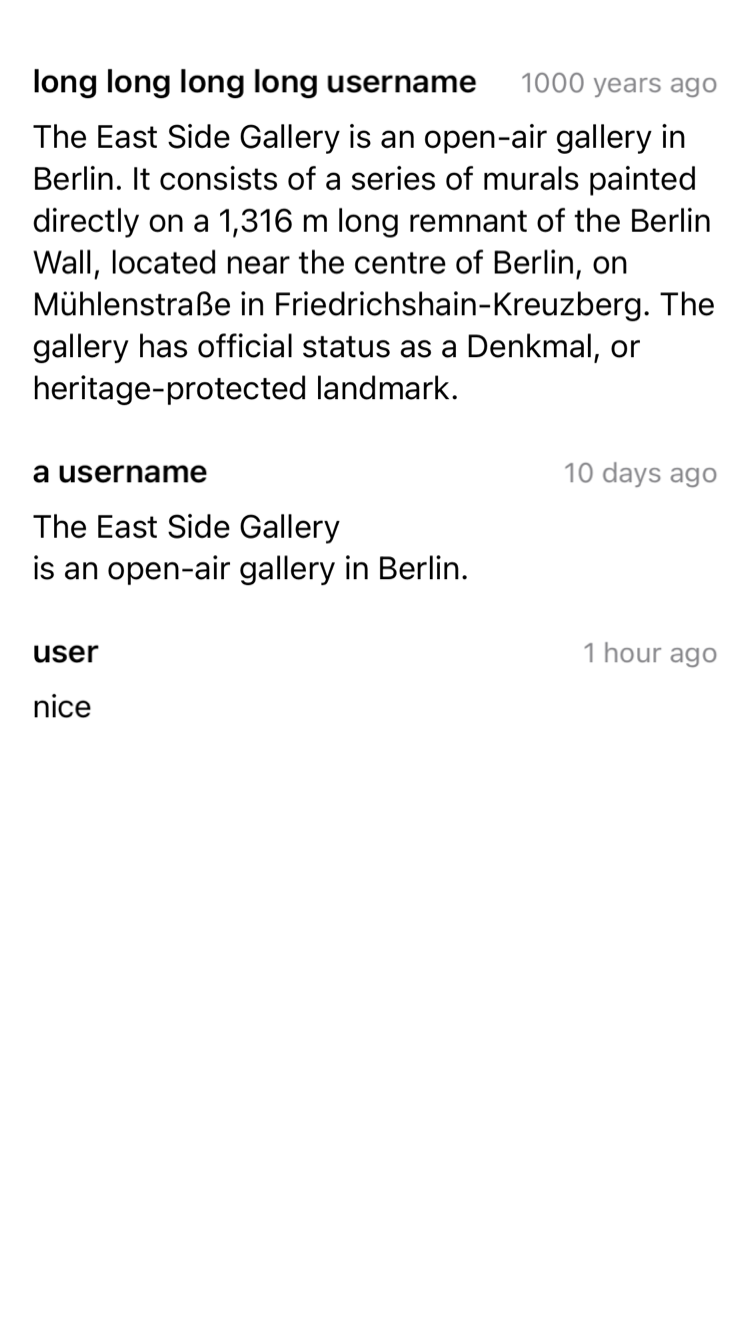 long long long long username 1000 years ago
The East Side Gallery is an open-air gallery in
Berlin. It consists of a series of murals painted
directly on a 1,316 m long remnant of the Berlin
Wall, located near the centre of Berlin, on
Mühlenstraße in Friedrichshain-Kreuzberg. The
gallery has official status as a Denkmal, or
heritage-protected landmark.
a username 10 days ago
The East Side Gallery
is an open-air gallery in Berlin.
user 1 hour ago
nice